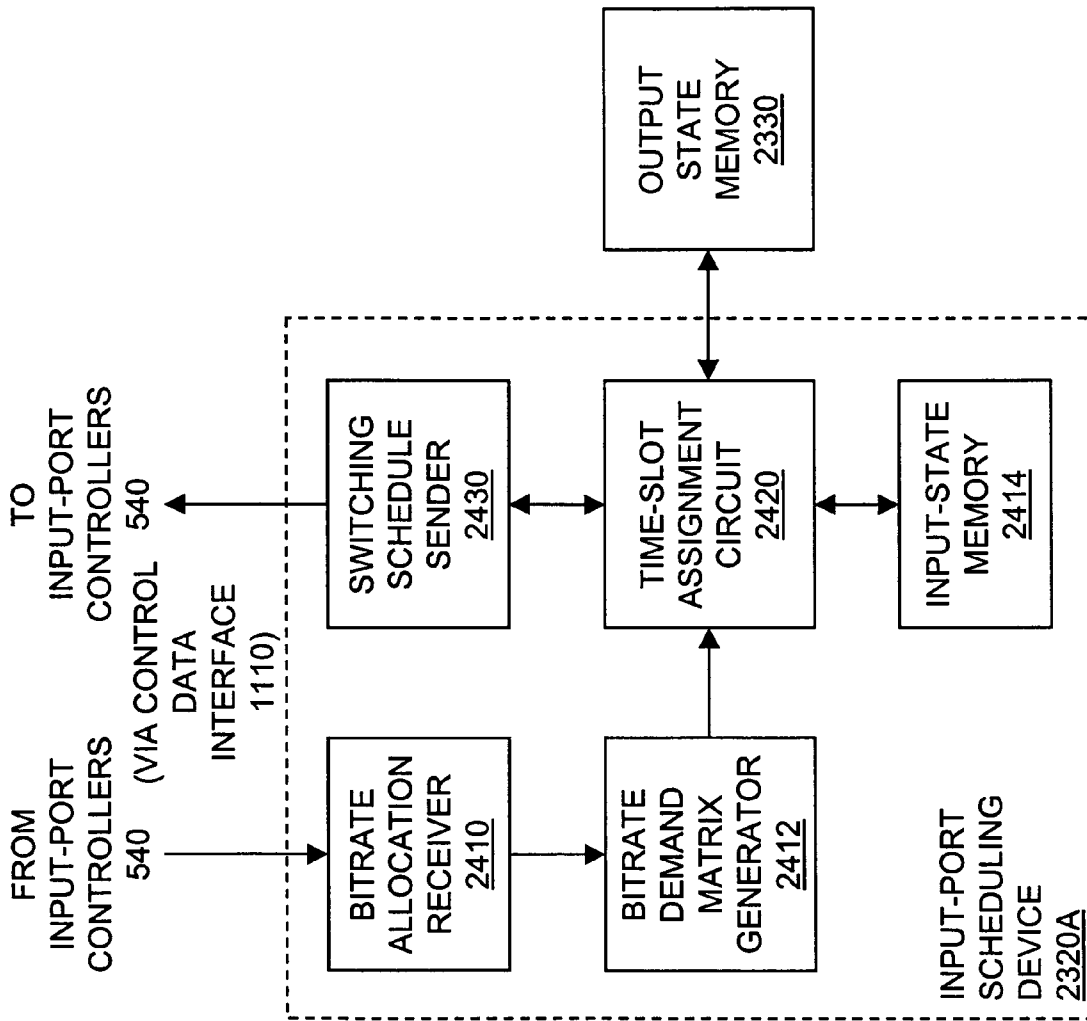 FROM
INPUT-PORT
CONTROLLERS
540
(VIA CONTROL
DATA
INTERFACE
1110)
TO
INPUT-PORT
CONTROLLERS
540
BITRATE
ALLOCATION
RECEIVER
2410
SWITCHING
SCHEDULE
SENDER
2430
BITRATE
DEMAND
MATRIX
GENERATOR
2412
TIME-SLOT
ASSIGNMENT
CIRCUIT
2420
OUTPUT
STATE
MEMORY
2330
INPUT-STATE
MEMORY
2414
INPUT-PORT
SCHEDULING
DEVICE
2320A